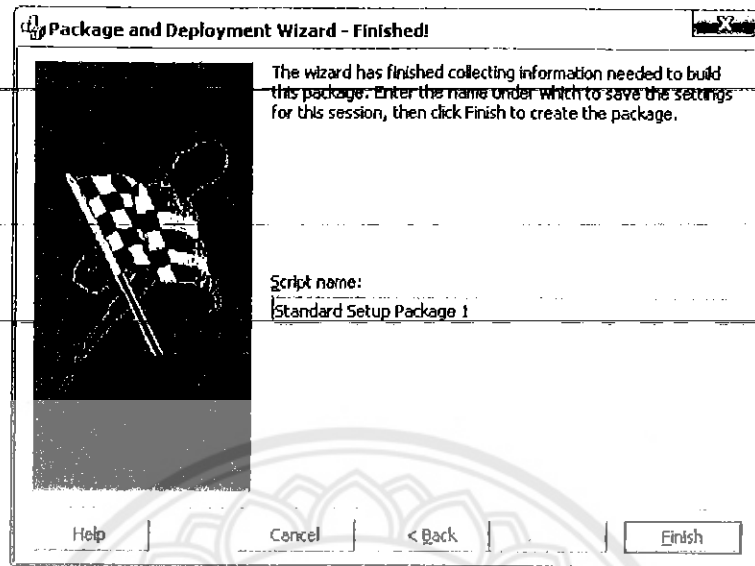 Package and Deployment Wizard - Finished!
The wizard has finished collecting information needed to build
this package. Enter the name under which to save the settings
for this session, then click Finish to create the package.
Script name:
Standard Setup Package 1
Help
Cancel
< Back
Finish